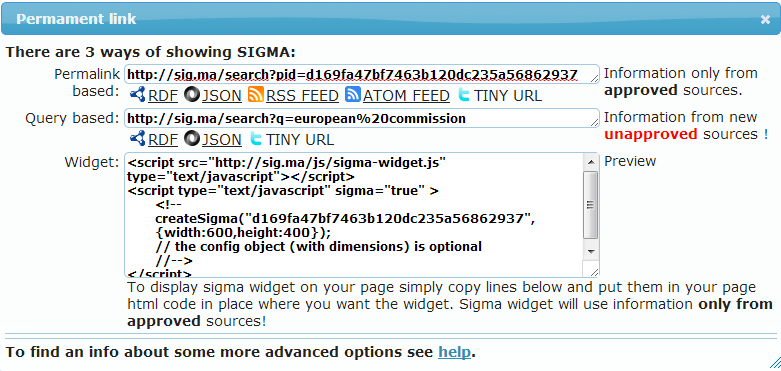 Permament link
There are 3 ways of showing SIGMA:
Permalink based:
http://sig.ma/search?pid=d169fa47bf7463b120dc235a56862937
Information only from
approved sources.
RDF JSON RSS FEED ATOM FEED TINY URL
Query based:
http://sig.ma/search?q=european%20commission
Information from new
unapproved sources !
RDF JSON TINY URL
Widget:
<script src="http://sig.ma/js/sigma-widget.js"
type="text/javascript"></script>
<script type="text/javascript" sigma="true" >
<!--
createSigma("d169fa47bf7463b120dc235a56862937",
{width:600,height:400});
// the config object (with dimensions) is optional
//-->
</script>
Preview
To display sigma widget on your page simply copy lines below and put them in your page
html code in place where you want the widget. Sigma widget will use information only from
approved sources!
To find an info about some more advanced options see help.